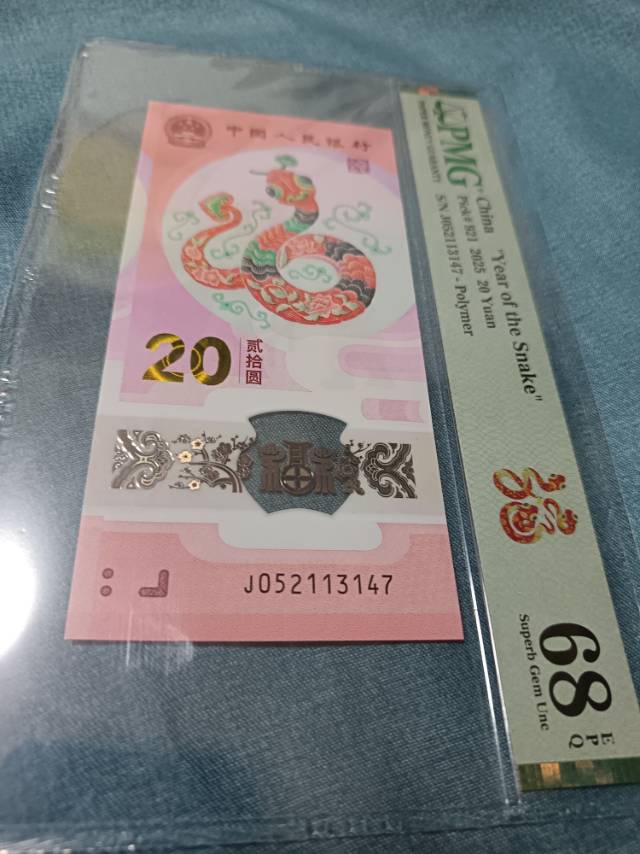 中国人民银行
20
贰拾圆
福
J052113147
PMG
China
"Year of the Snake"
Pick# 921 2025 20 Yuan
S/N J052113147 - Polymer
68
EPQ
Superb Gem Unc